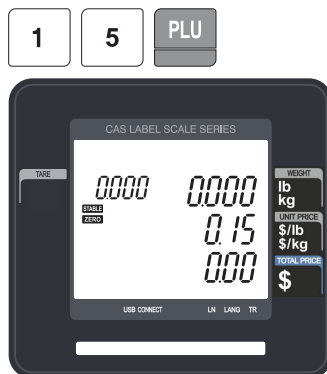 1 5 PLU
CAS LABEL SCALE SERIES
TARE
WEIGHT
lb
kg
0.000 0.000
STABLE
ZERO
UNIT PRICE
$/lb
$/kg
0.15
TOTAL PRICE
$
0.00
USB CONNECT LN LANG TR